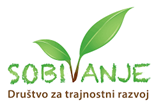 SOBIVANJE
Društvo za trajnostni razvoj